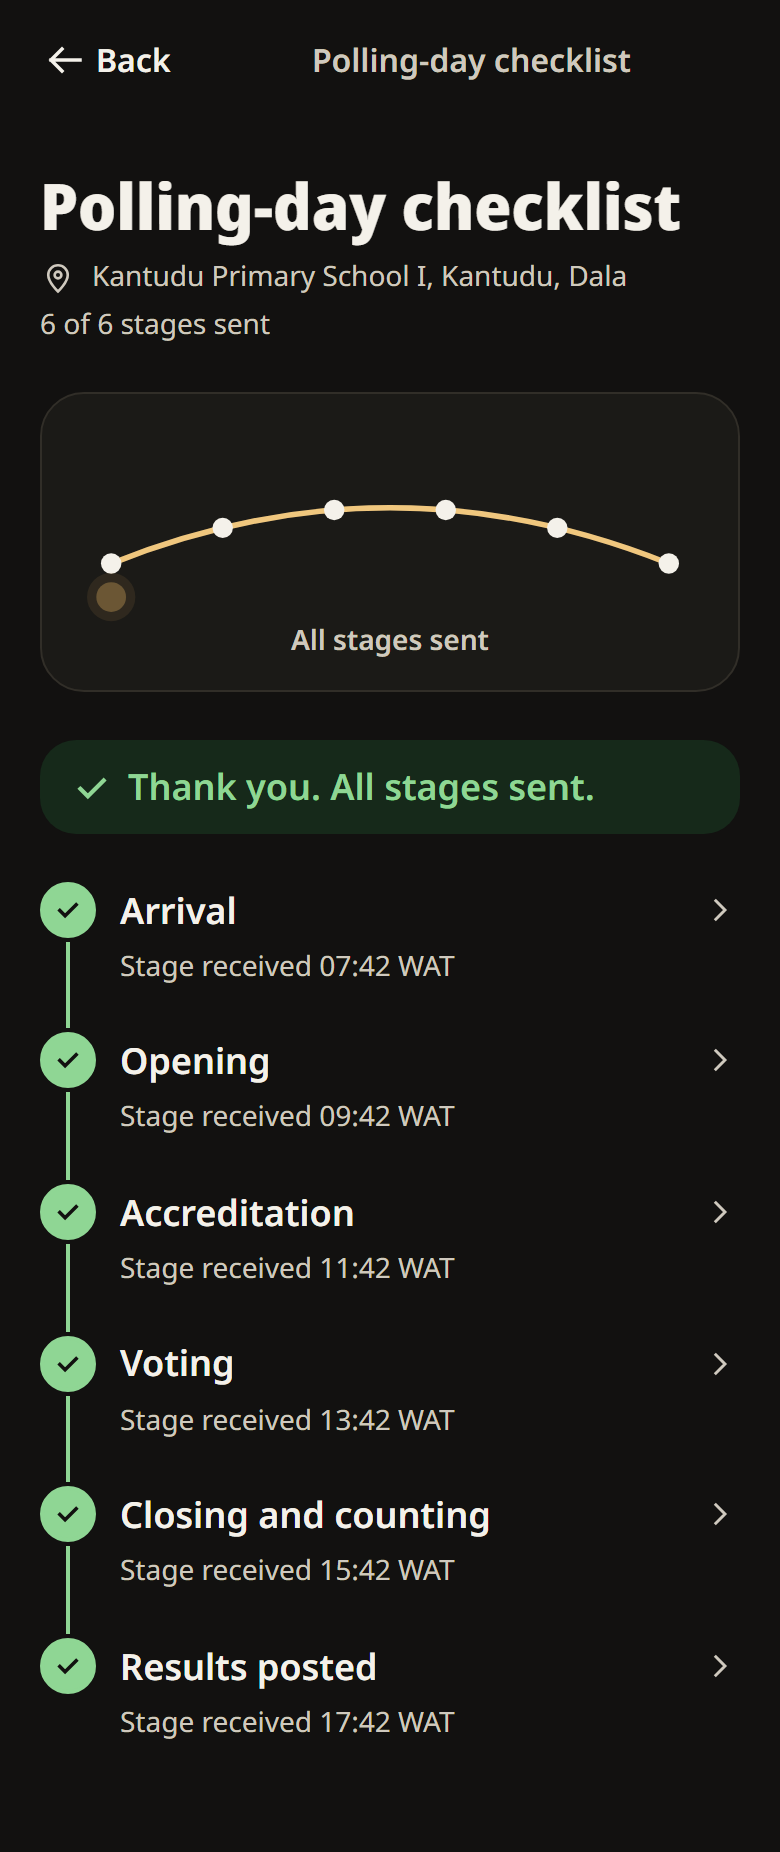 Back
Polling-day checklist
Polling-day checklist
Kantudu Primary School I, Kantudu, Dala
6 of 6 stages sent
All stages sent
Thank you. All stages sent.
Arrival
Stage received 07:42 WAT
Opening
Stage received 09:42 WAT
Accreditation
Stage received 11:42 WAT
Voting
Stage received 13:42 WAT
Closing and counting
Stage received 15:42 WAT
Results posted
Stage received 17:42 WAT